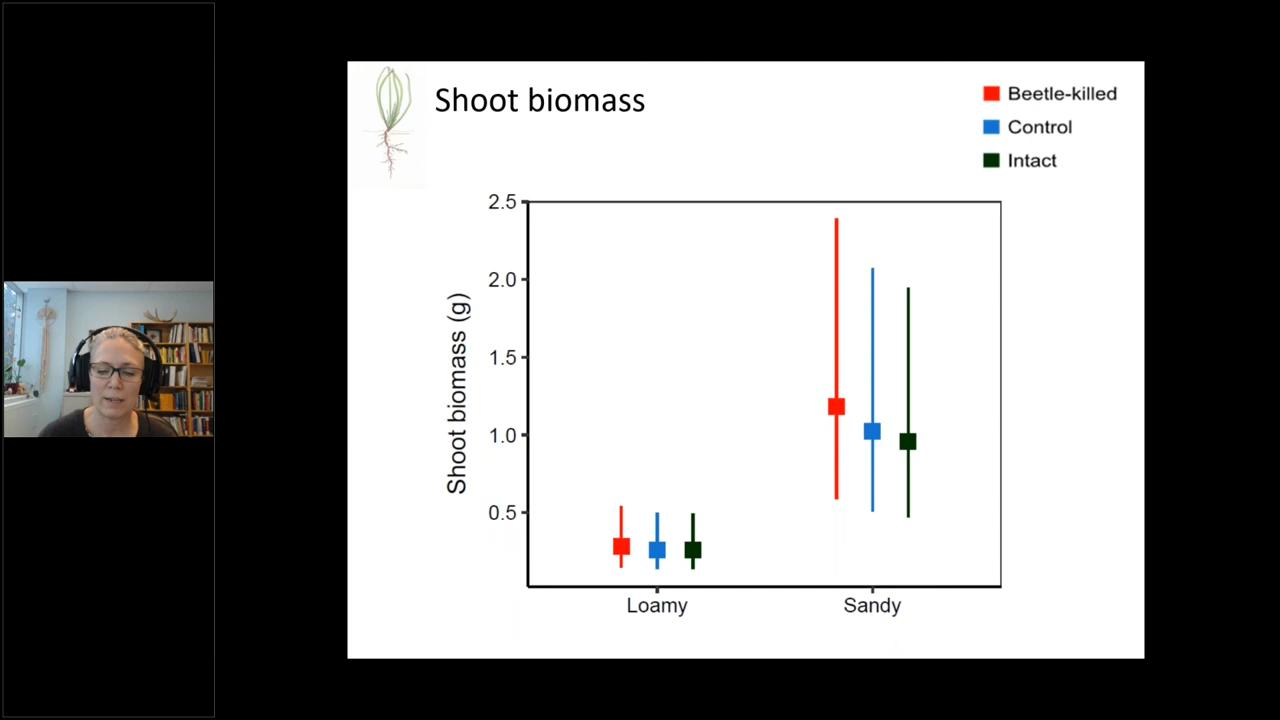 Shoot biomass
Beetle-killed
Control
Intact
2.5
2.0
1.5
1.0
0.5
Shoot biomass (g)
Loamy
Sandy